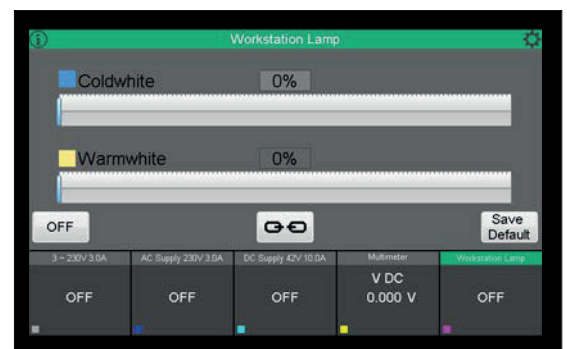 Workstation Lamp
Coldwhite 0%
Warmwhite 0%
OFF
Save
Default
3 ~ 230V 3.0A AC Supply 230V 3.0A DC Supply 42V 10.0A Multimeter Workstation Lamp
OFF OFF OFF V DC
0.000 V OFF